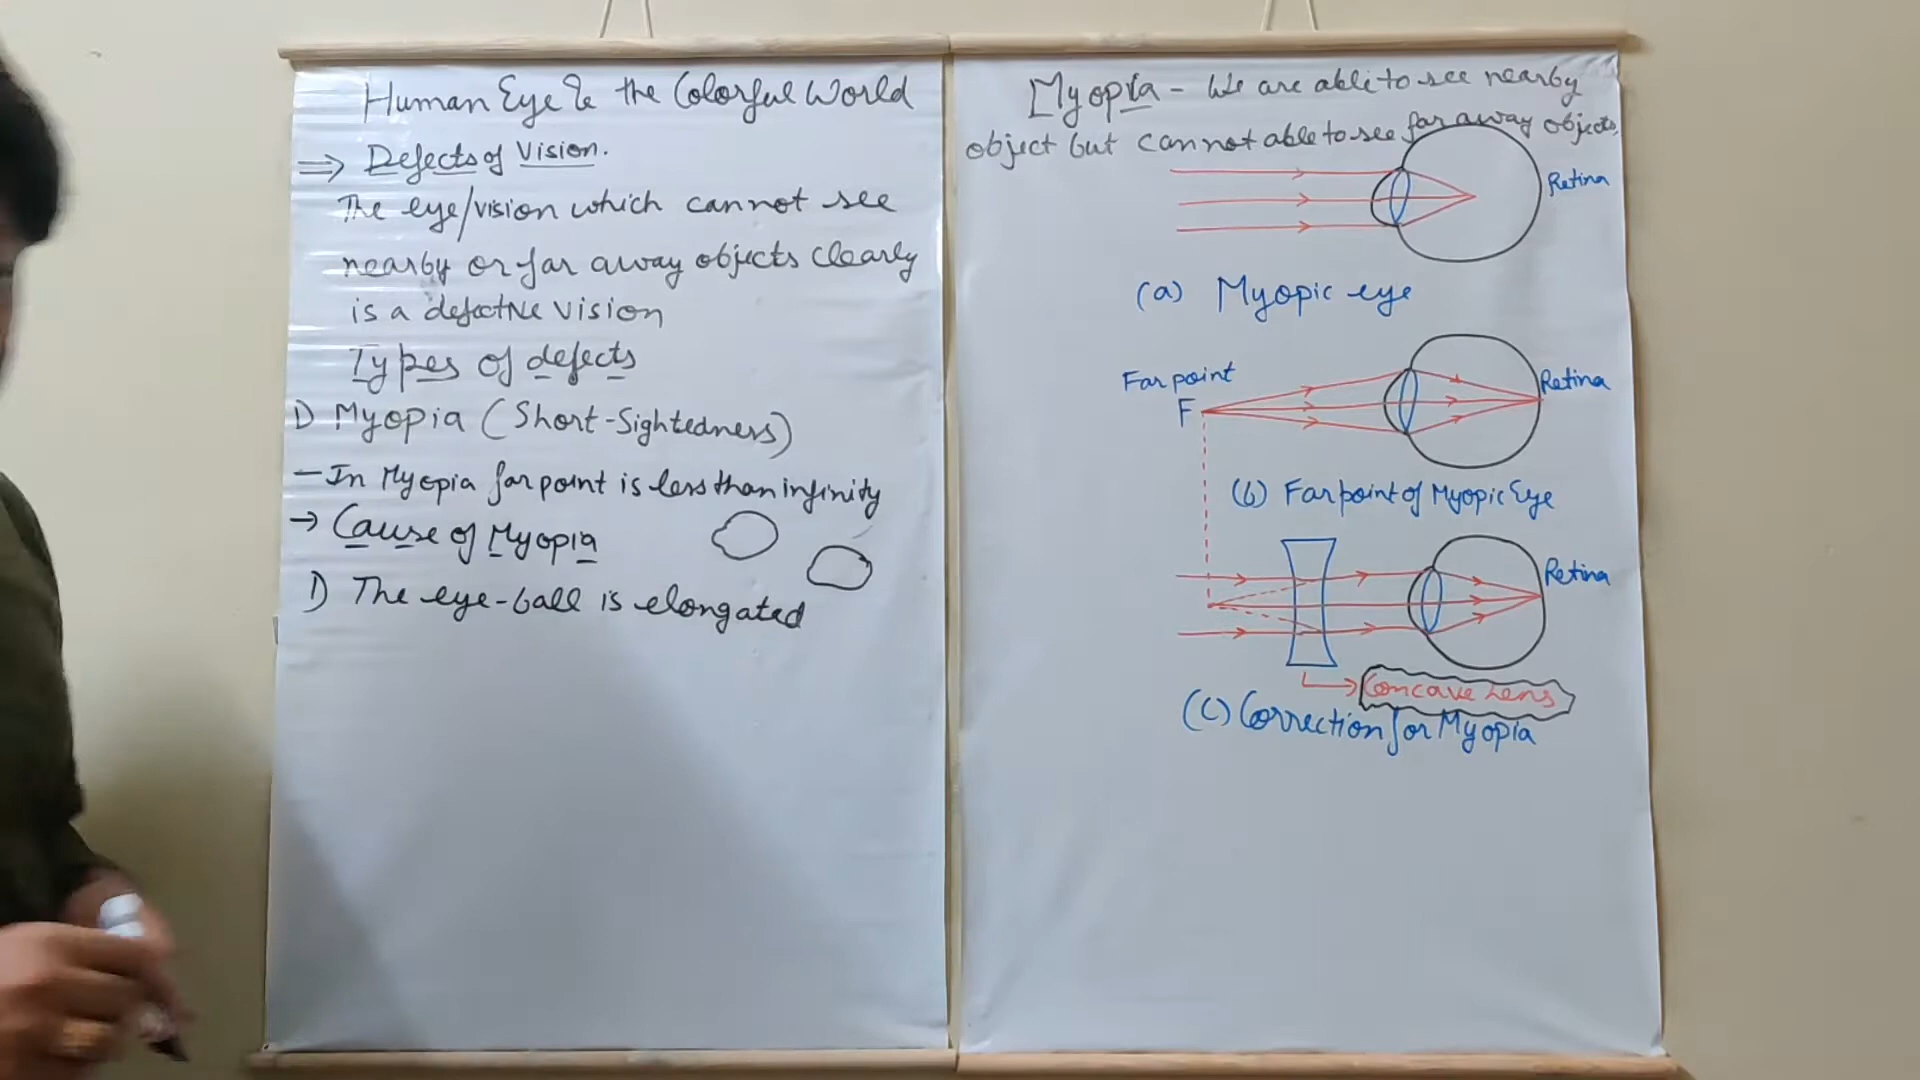 Human Eye & the Colorful World
⇒ Defects of Vision.
The eye/vision which cannot see
nearby or far away objects clearly
is a defective vision
Types of defects
1) Myopia (Short-Sightedness)
- In Myopia far point is less than infinity
→ Cause of Myopia
1) The eye-ball is elongated
Myopia - We are able to see nearby
object but cannot able to see far away objects.
Retina
(a) Myopic eye
Far point
F
Retina
(b) Far point of Myopic Eye
Retina
Concave Lens
(C) Correction for Myopia